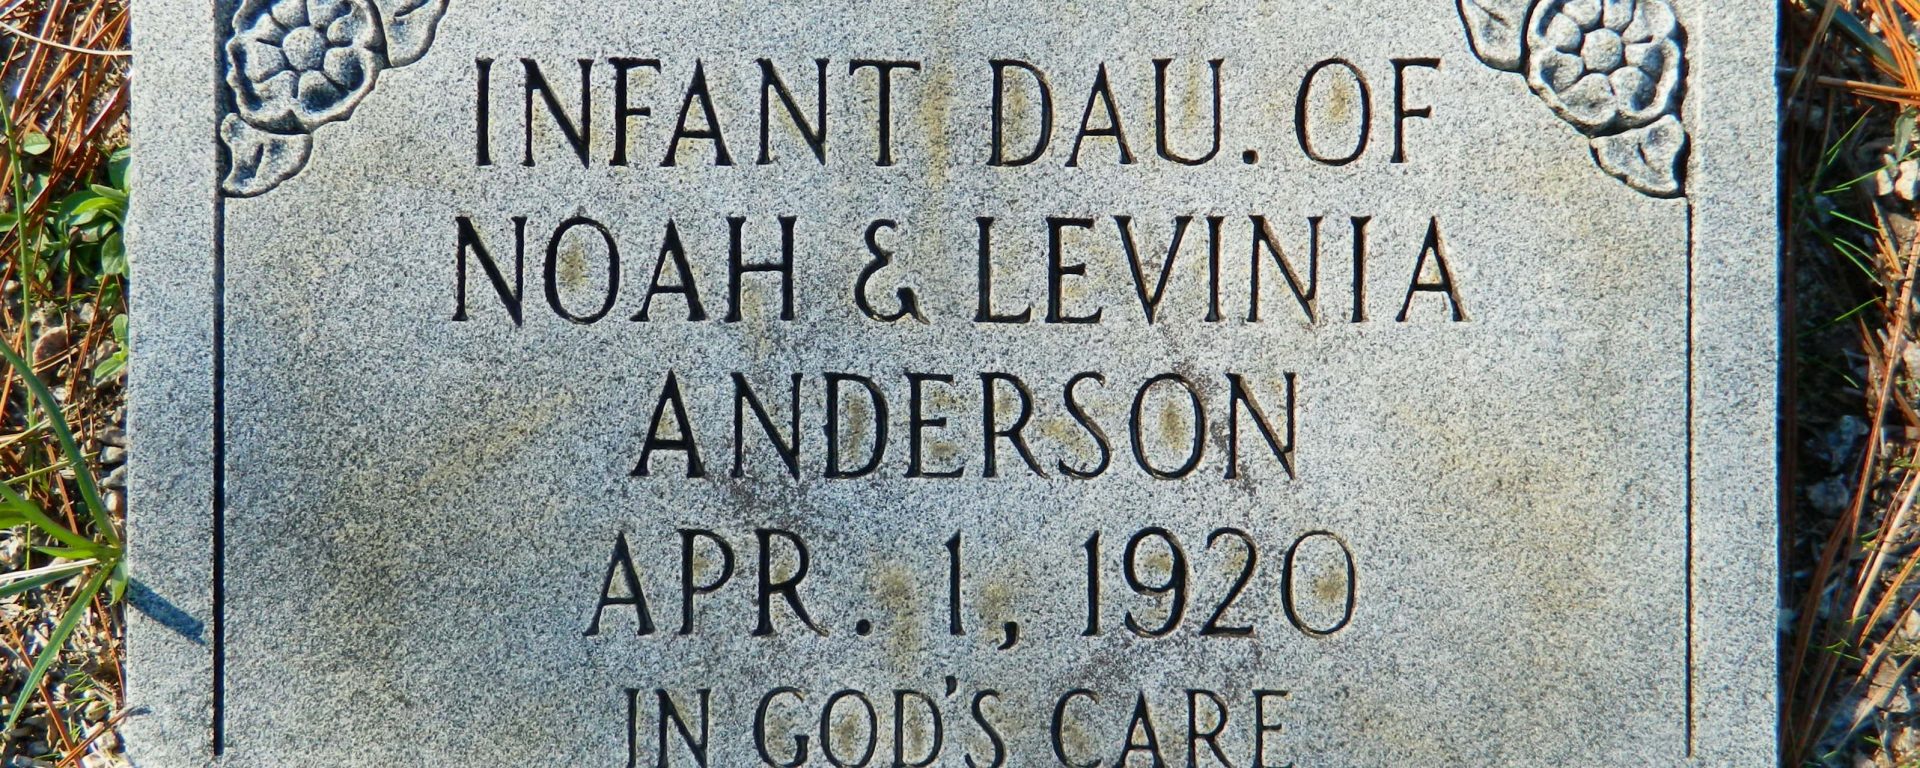 INFANT DAU. OF
NOAH & LEVINIA
ANDERSON
APR. 1, 1920
IN GOD'S CARE